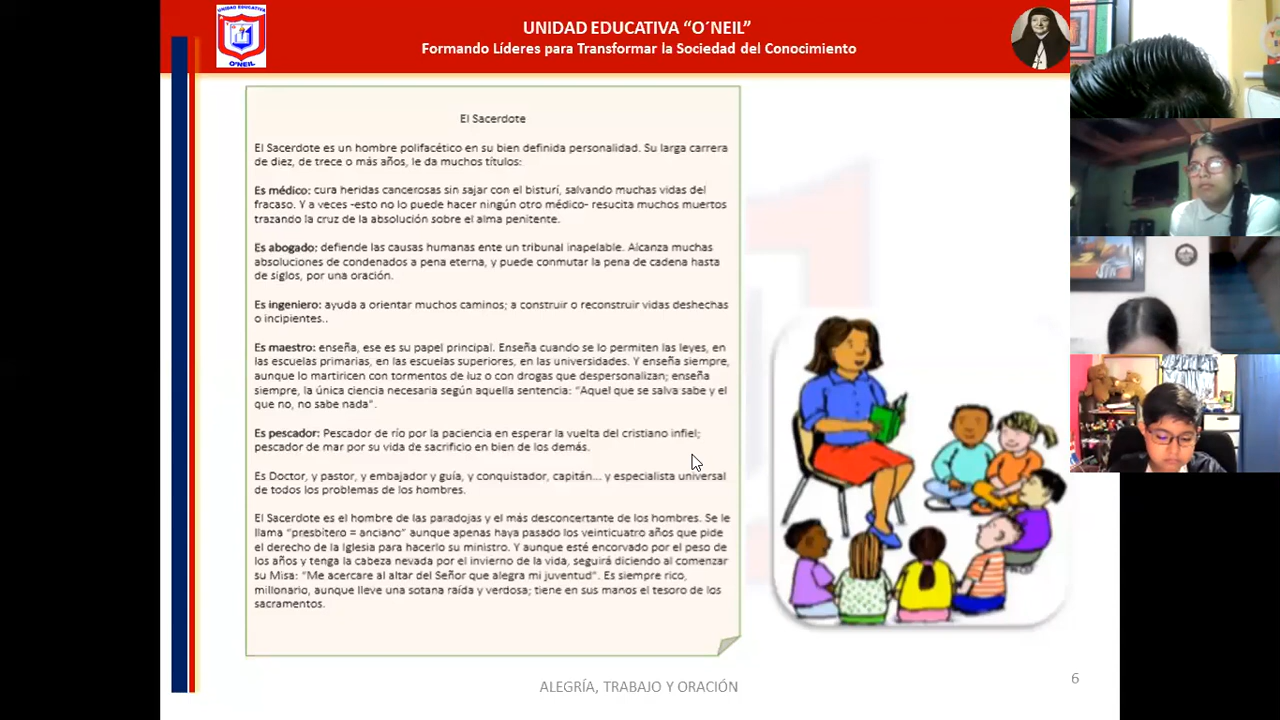 UNIDAD EDUCATIVA
O´NEIL
UNIDAD EDUCATIVA “O´NEIL”
Formando Líderes para Transformar la Sociedad del Conocimiento
El Sacerdote
El Sacerdote es un hombre polifacético en su bien definida personalidad. Su larga carrera
de diez, de trece o más años, le da muchos títulos:
Es médico: cura heridas cancerosas sin sajar con el bisturí, salvando muchas vidas del
fracaso. Y a veces -esto no lo puede hacer ningún otro médico- resucita muchos muertos
trazando la cruz de la absolución sobre el alma penitente.
Es abogado: defiende las causas humanas ente un tribunal inapelable. Alcanza muchas
absoluciones de condenados a pena eterna, y puede conmutar la pena de cadena hasta
de siglos, por una oración.
Es ingeniero: ayuda a orientar muchos caminos; a construir o reconstruir vidas deshechas
o incipientes..
Es maestro: enseña, ese es su papel principal. Enseña cuando se lo permiten las leyes, en
las escuelas primarias, en las escuelas superiores, en las universidades. Y enseña siempre,
aunque lo martiricen con tormentos de luz o con drogas que despersonalizan; enseña
siempre, la única ciencia necesaria según aquella sentencia: “Aquel que se salva sabe y el
que no, no sabe nada”.
Es pescador: Pescador de río por la paciencia en esperar la vuelta del cristiano infiel;
pescador de mar por su vida de sacrificio en bien de los demás.
Es Doctor, y pastor, y embajador y guía, y conquistador, capitán... y especialista universal
de todos los problemas de los hombres.
El Sacerdote es el hombre de las paradojas y el más desconcertante de los hombres. Se le
llama “presbítero = anciano” aunque apenas haya pasado los veinticuatro años que pide
el derecho de la Iglesia para hacerlo su ministro. Y aunque esté encorvado por el peso de
los años y tenga la cabeza nevada por el invierno de la vida, seguirá diciendo al comenzar
su Misa: “Me acercare al altar del Señor que alegra mi juventud”. Es siempre rico,
millonario, aunque lleve una sotana raída y verdosa; tiene en sus manos el tesoro de los
sacramentos.
ALEGRÍA, TRABAJO Y ORACIÓN
6